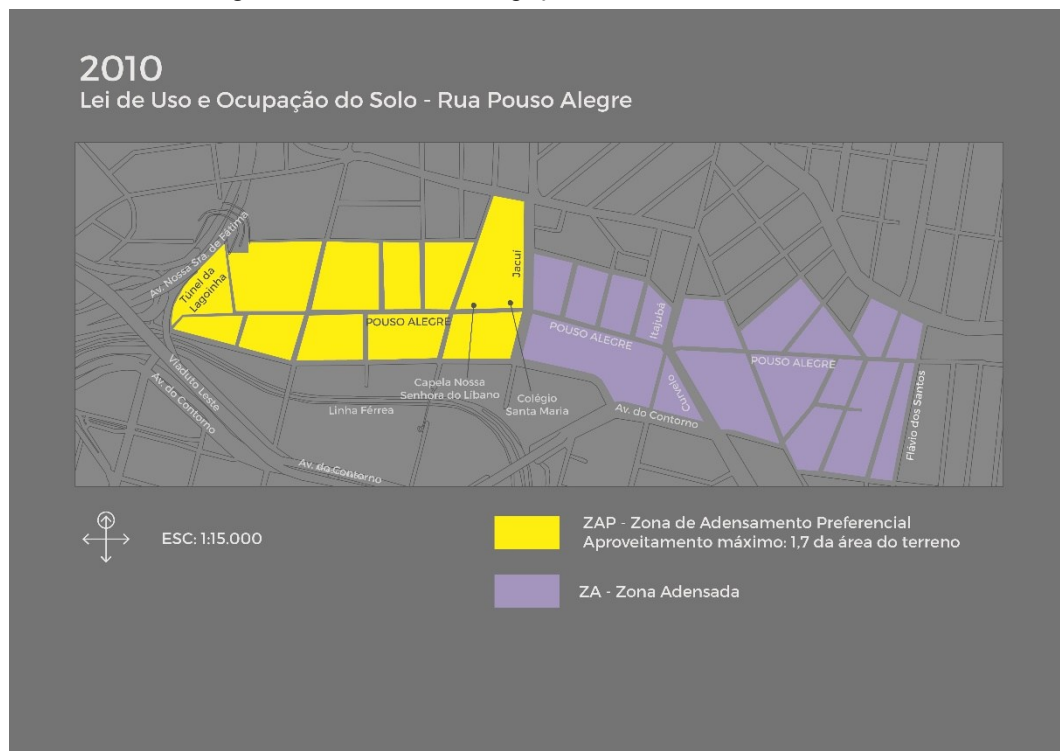 2010
Lei de Uso e Ocupação do Solo - Rua Pouso Alegre
Av. Nossa Sra. de Fátima
Túnel da
Lagoinha
Jacuí
POUSO ALEGRE
Itajubá
POUSO ALEGRE
POUSO ALEGRE
Viaduto Leste
Av. do Contorno
Linha Férrea
Capela Nossa
Senhora do Líbano
Colégio
Santa Maria
Curvelo
Av. do Contorno
Flávio dos Santos
Av. do Contorno
ESC: 1:15.000
ZAP - Zona de Adensamento Preferencial
Aproveitamento máximo: 1,7 da área do terreno
ZA - Zona Adensada